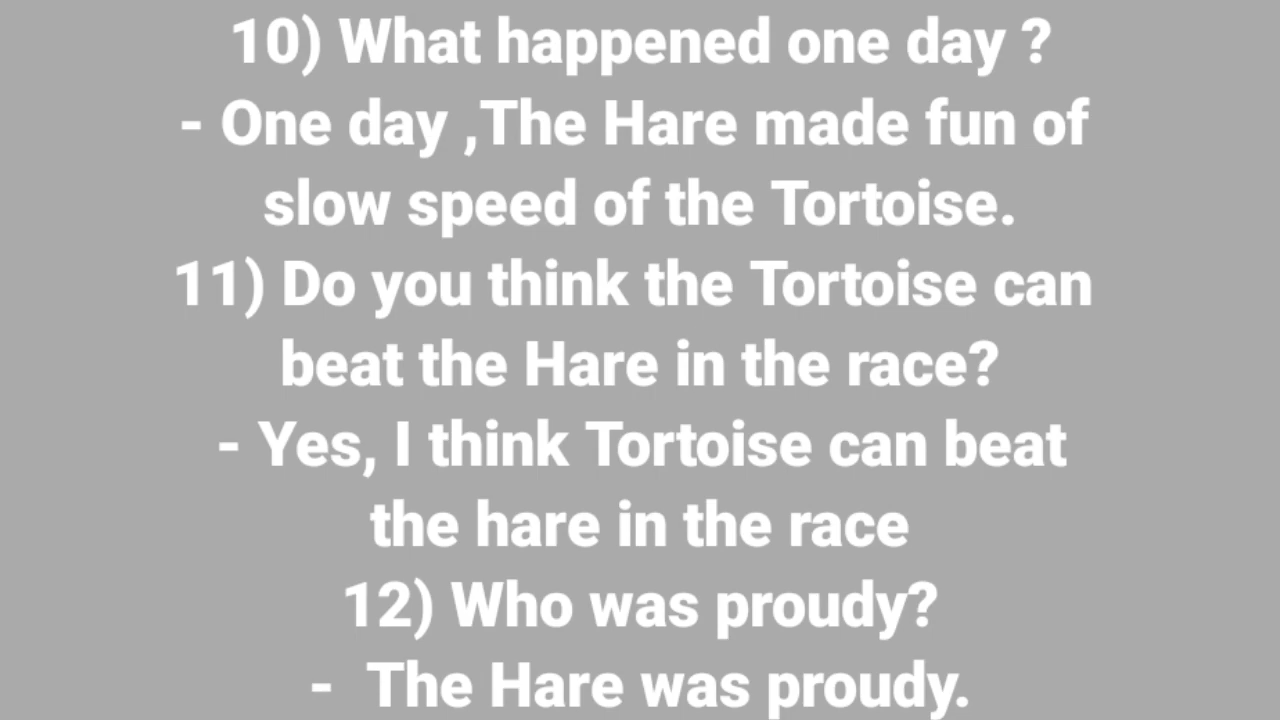 10) What happened one day ?
- One day ,The Hare made fun of
slow speed of the Tortoise.
11) Do you think the Tortoise can
beat the Hare in the race?
- Yes, I think Tortoise can beat
the hare in the race
12) Who was proudy?
- The Hare was proudy.